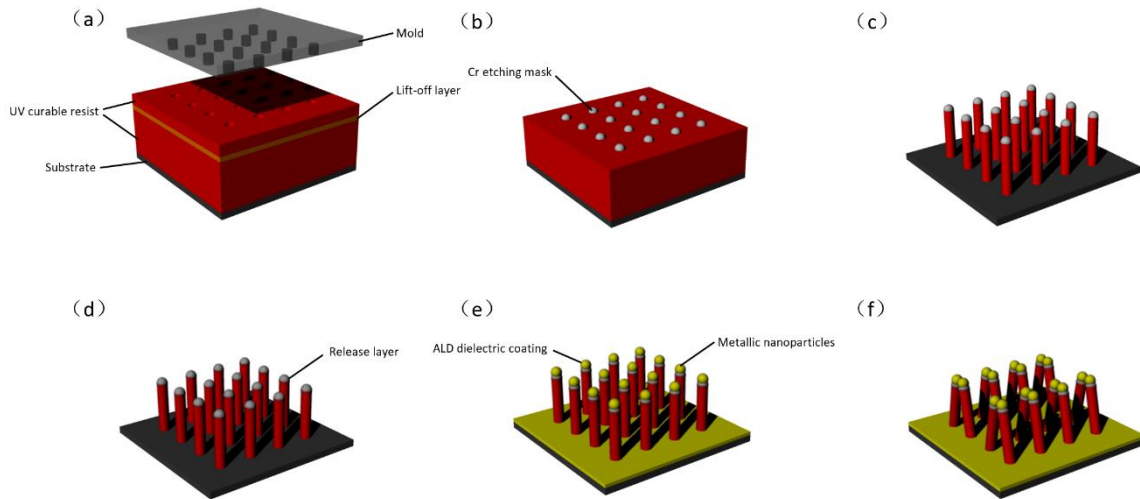 （a）
Mold
UV curable resist
Lift-off layer
Substrate
（b）
Cr etching mask
（c）
（d）
Release layer
（e）
ALD dielectric coating
Metallic nanoparticles
（f）